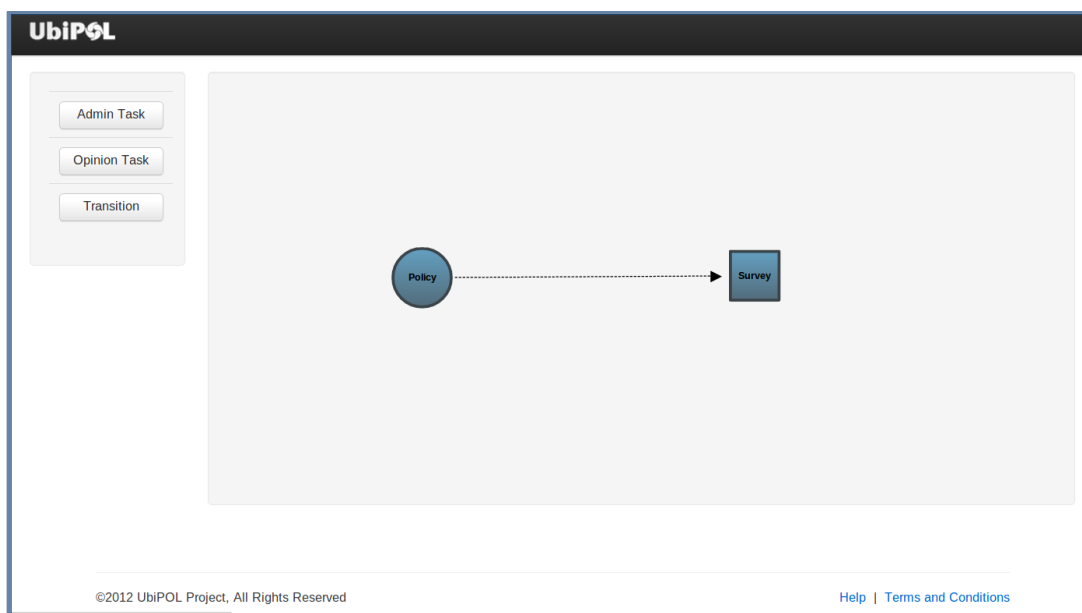 UbiPOL
Admin Task
Opinion Task
Transition
Policy
Survey
©2012 UbiPOL Project, All Rights Reserved
Help | Terms and Conditions